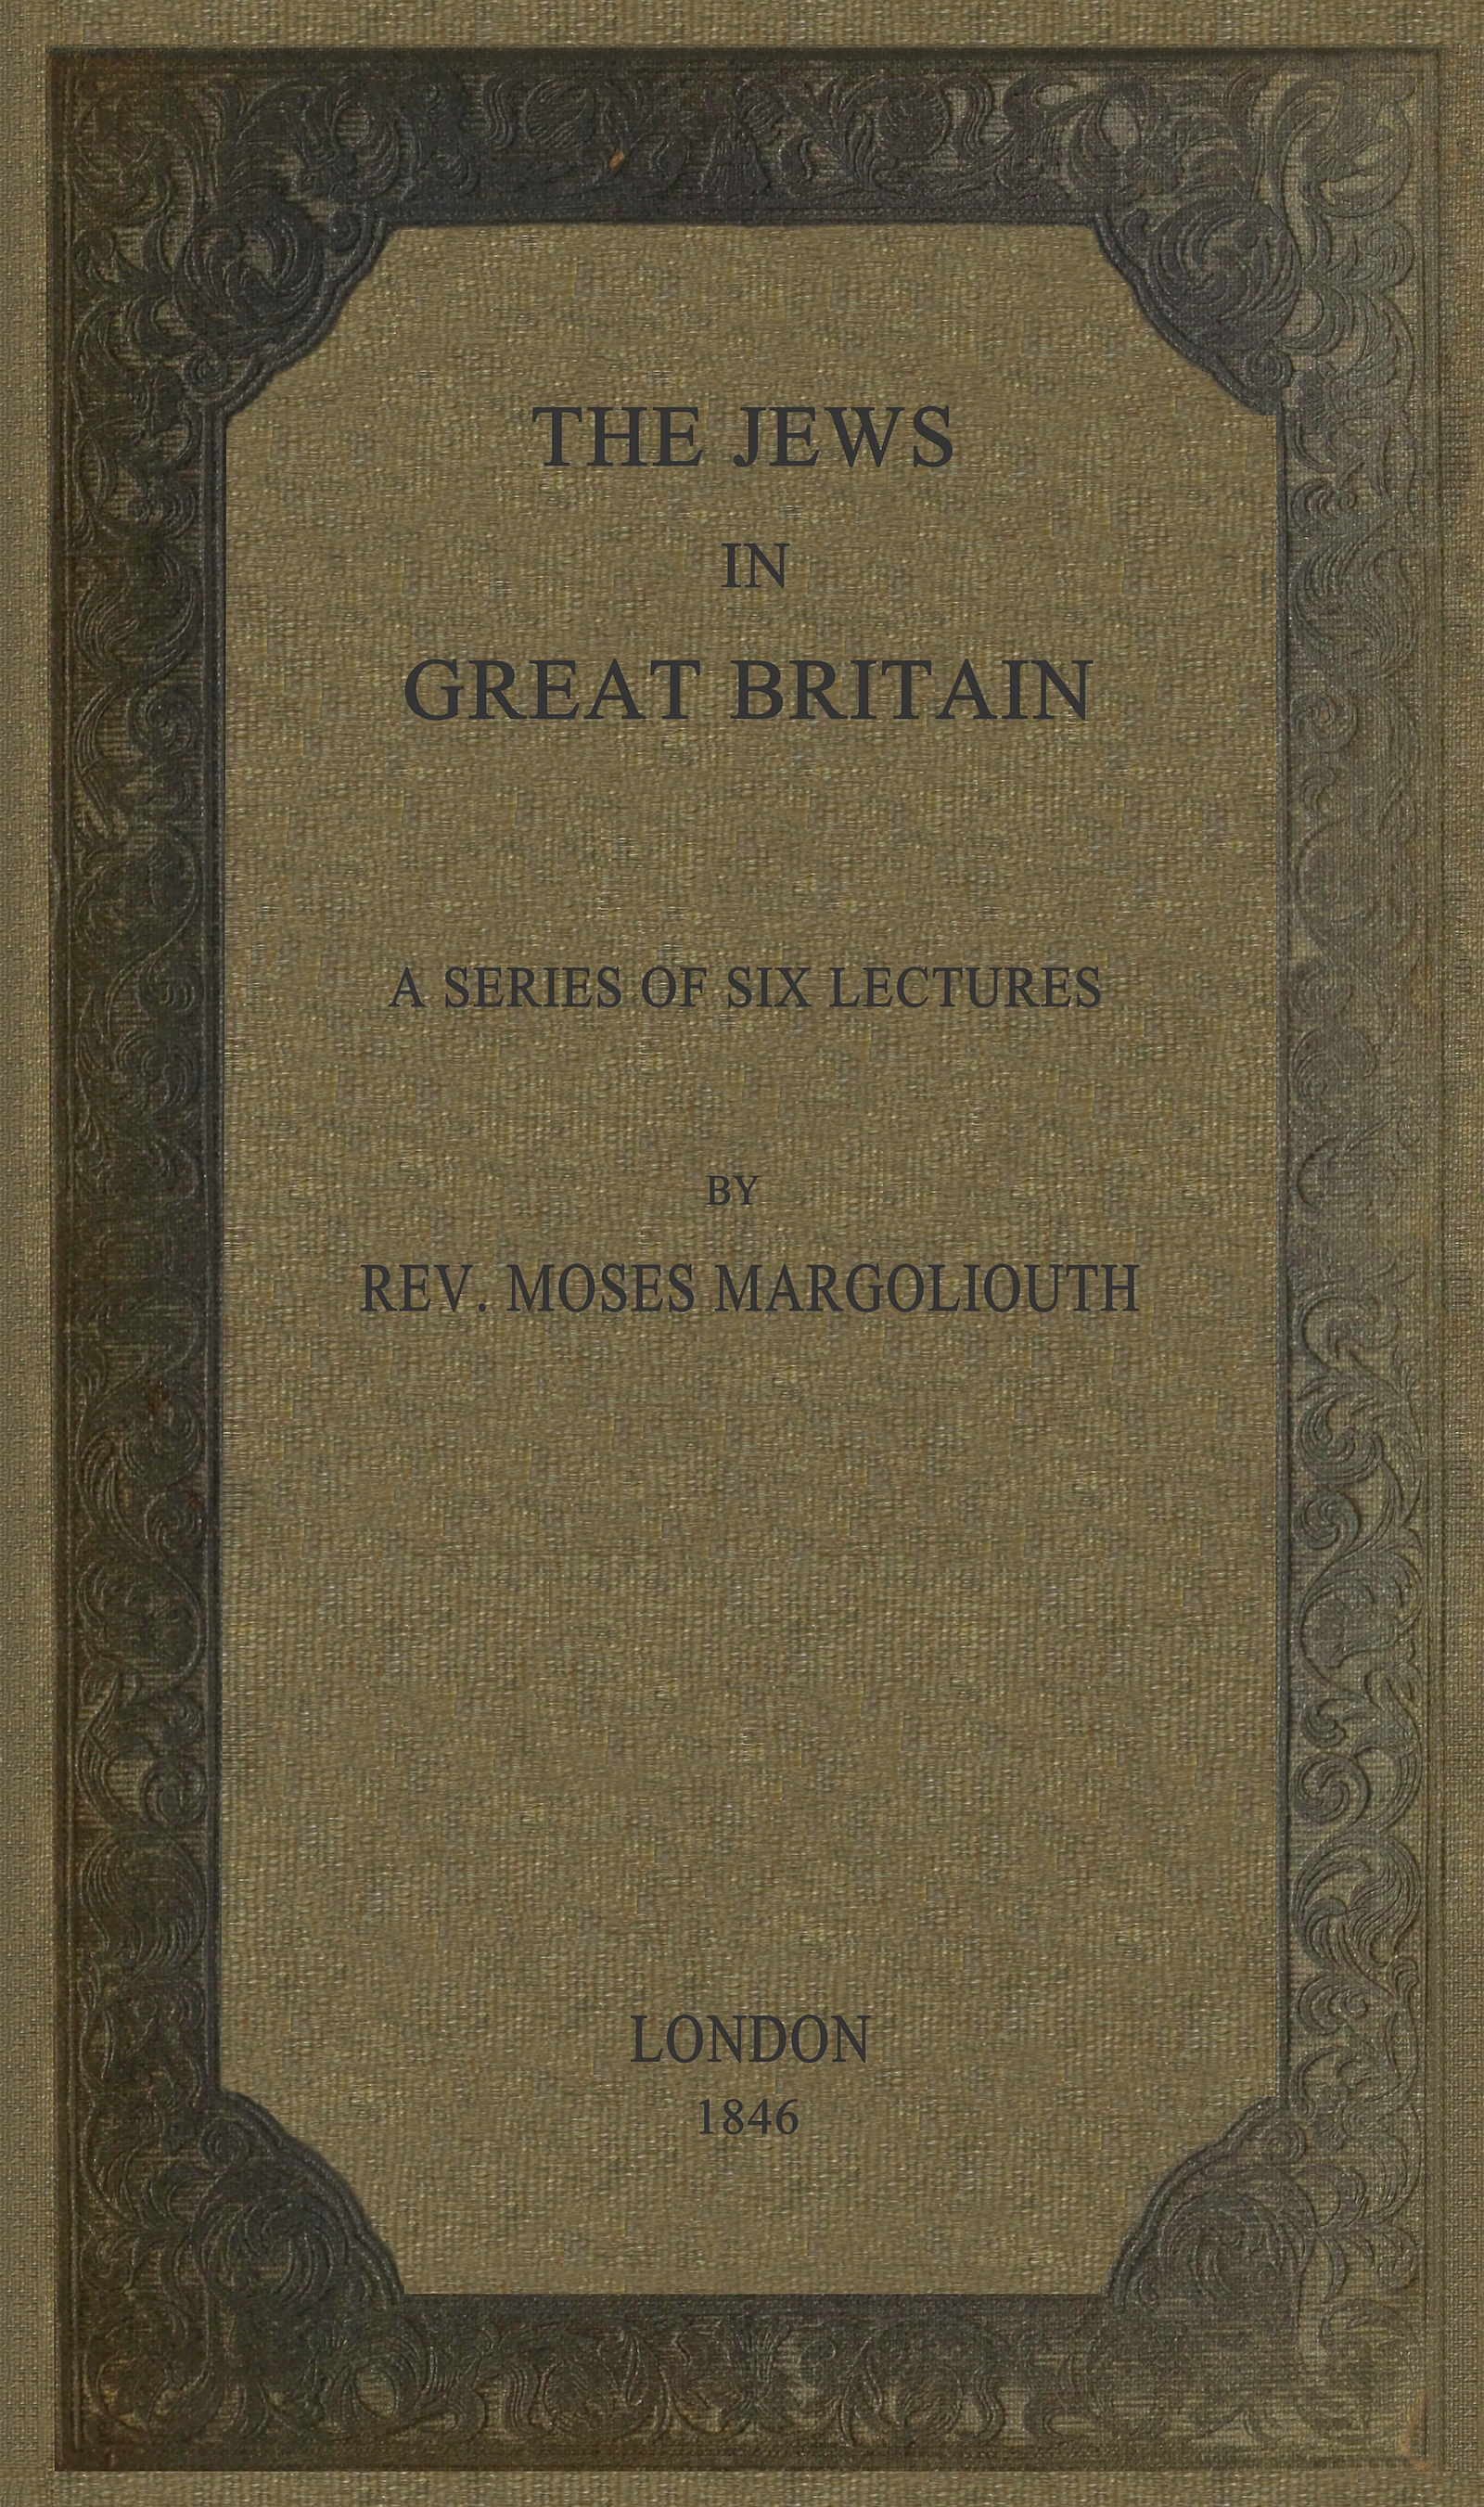 THE JEWS
IN
GREAT BRITAIN
A SERIES OF SIX LECTURES
BY
REV. MOSES MARGOLIOUTH
LONDON
1846